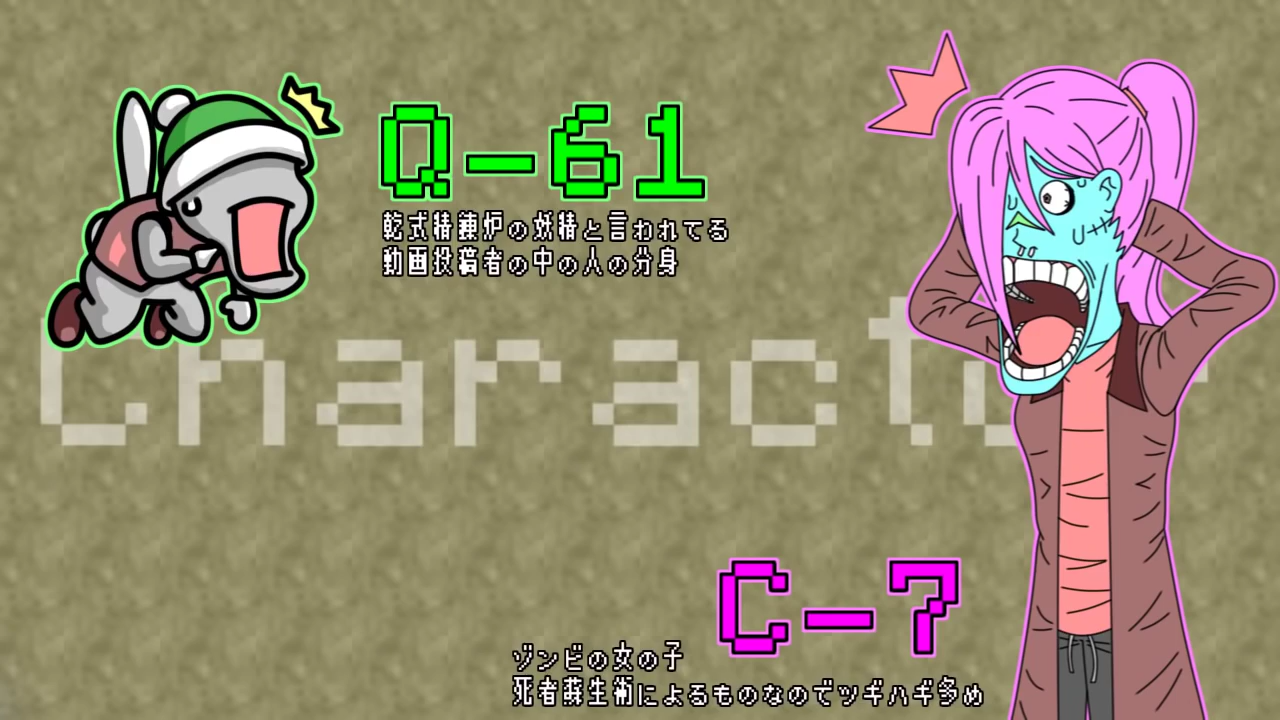 Q-61
乾式精錬炉の妖精と言われてる
動画投稿者の中の人の分身
Character
C-7
ゾンビの女の子
死者蘇生術によるものなのでツギハギ多め